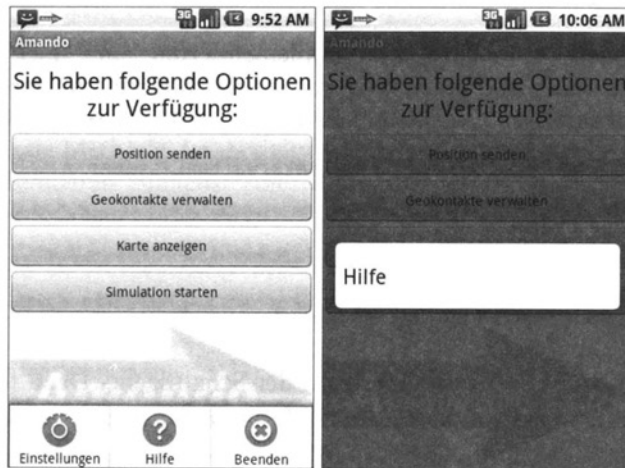 9:52 AM
Amando
Sie haben folgende Optionen
zur Verfügung:
Position senden
Geokontakte verwalten
Karte anzeigen
Simulation starten
Amando
Einstellungen
Hilfe
Beenden
10:06 AM
Amando
Sie haben folgende Optionen
zur Verfügung:
Position senden
Geokontakte verwalten
Hilfe